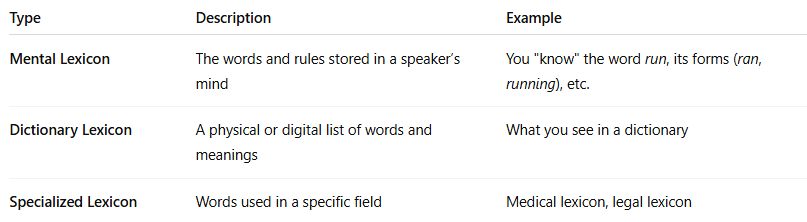 Type Description Example
Mental Lexicon The words and rules stored in a speaker's You "know" the word run, its forms (ran,
mind running), etc.
Dictionary Lexicon A physical or digital list of words and What you see in a dictionary
meanings
Specialized Lexicon Words used in a specific field Medical lexicon, legal lexicon